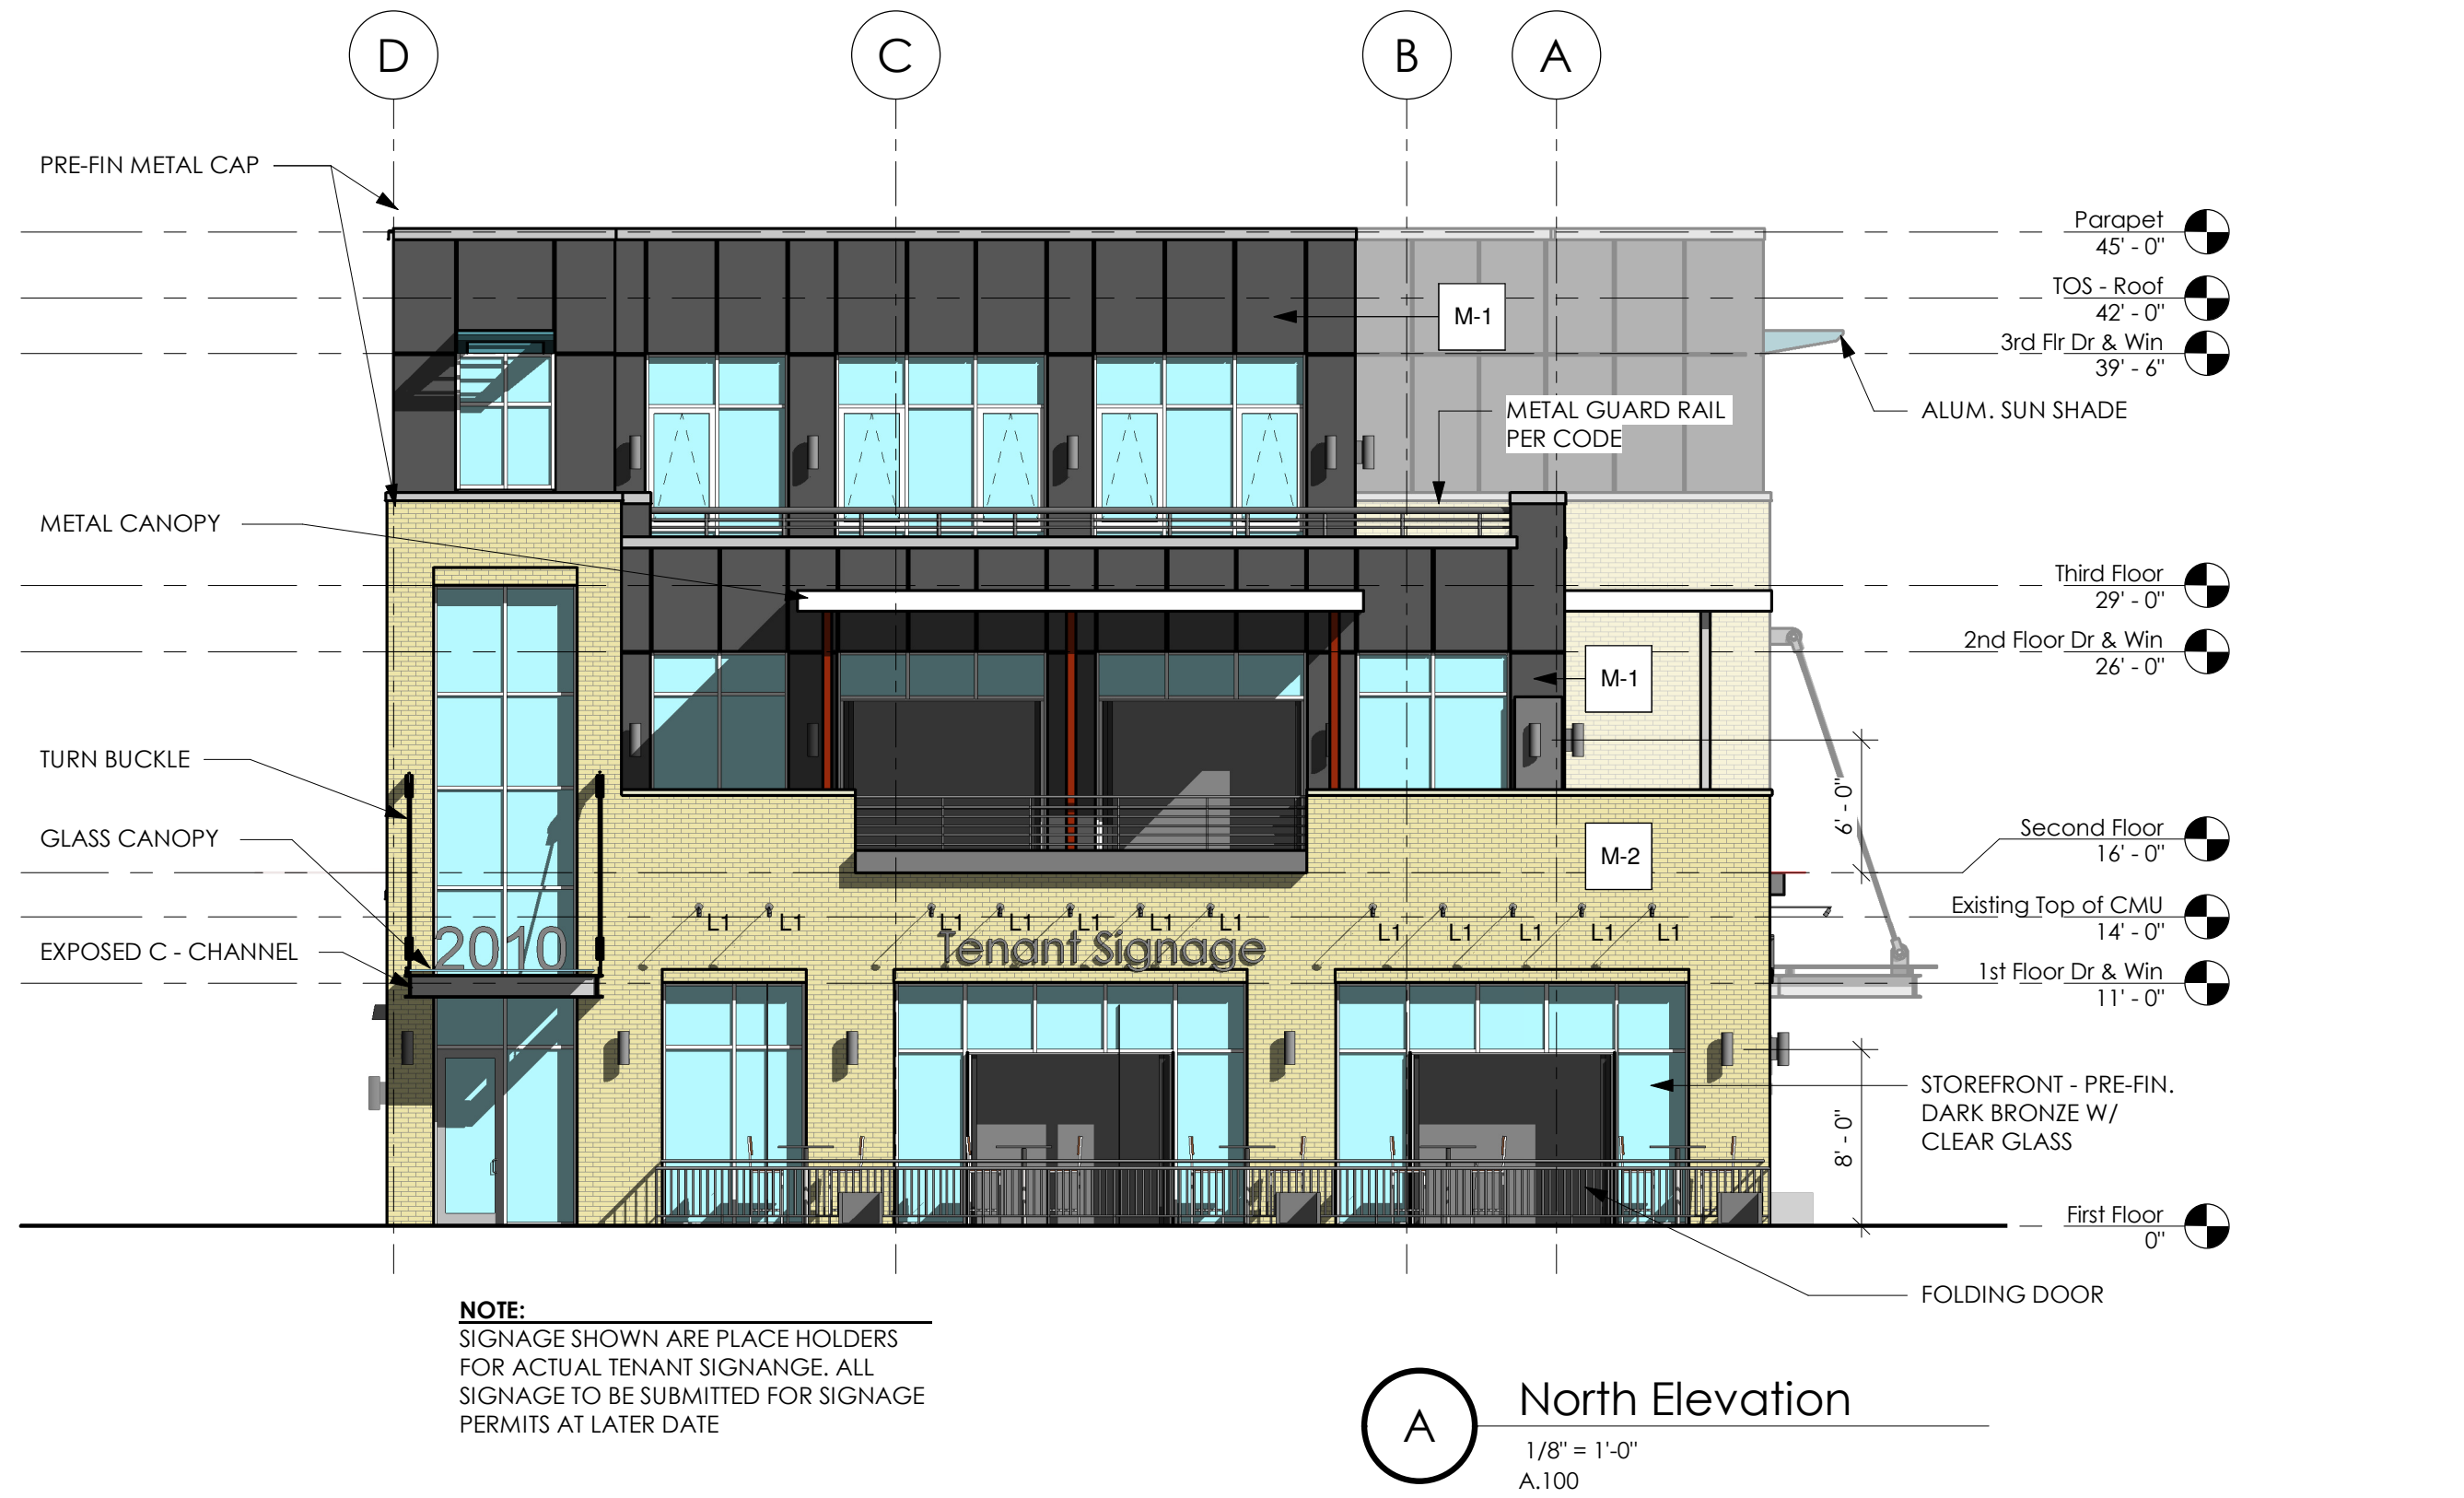 D
C
B
A
PRE-FIN METAL CAP
Parapet
45' - 0"
TOS - Roof
42' - 0"
M-1
3rd Flr Dr & Win
39' - 6"
METAL GUARD RAIL
PER CODE
ALUM. SUN SHADE
METAL CANOPY
Third Floor
29' - 0"
2nd Floor Dr & Win
26' - 0"
M-1
TURN BUCKLE
6' - 0"
GLASS CANOPY
Second Floor
16' - 0"
M-2
Existing Top of CMU
14' - 0"
L1 L1 L1 L1 L1 L1 L1 L1 L1 L1 L1 L1
2010
Tenant Signage
EXPOSED C - CHANNEL
1st Floor Dr & Win
11' - 0"
STOREFRONT - PRE-FIN.
DARK BRONZE W/
CLEAR GLASS
8' - 0"
First Floor
0"
FOLDING DOOR
NOTE:
SIGNAGE SHOWN ARE PLACE HOLDERS
FOR ACTUAL TENANT SIGNANGE. ALL
SIGNAGE TO BE SUBMITTED FOR SIGNAGE
PERMITS AT LATER DATE
A
North Elevation
1/8" = 1'-0"
A.100